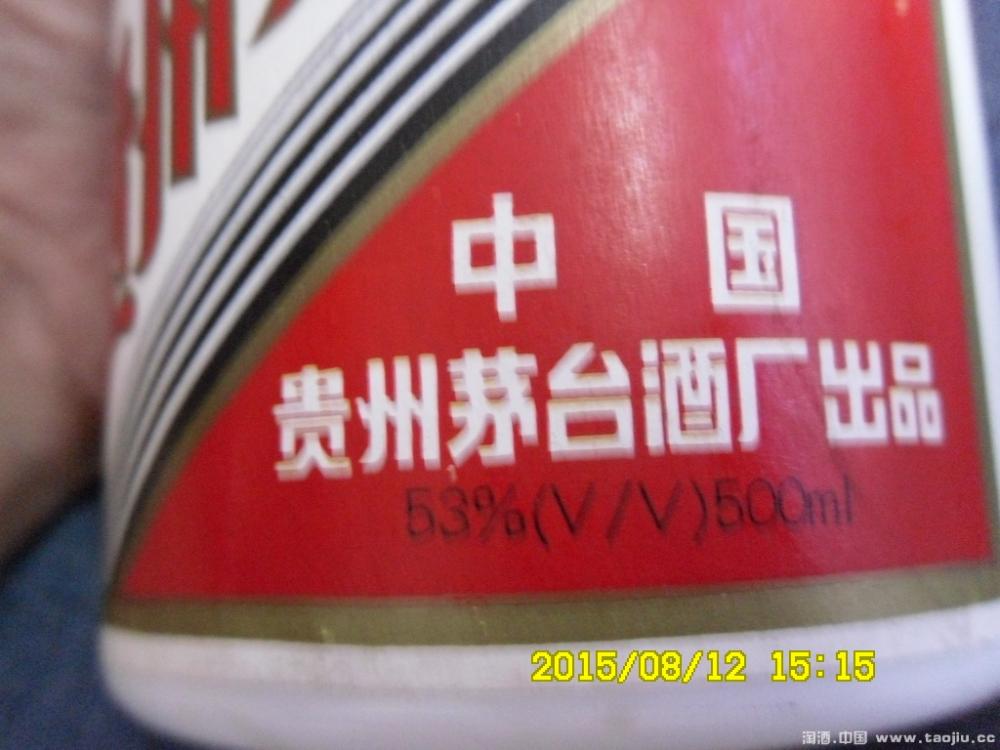 中国
贵州茅台酒厂出品
53%(V/V)500ml
2015/08/12 15:15
淘酒.中国 www.taojiu.cc